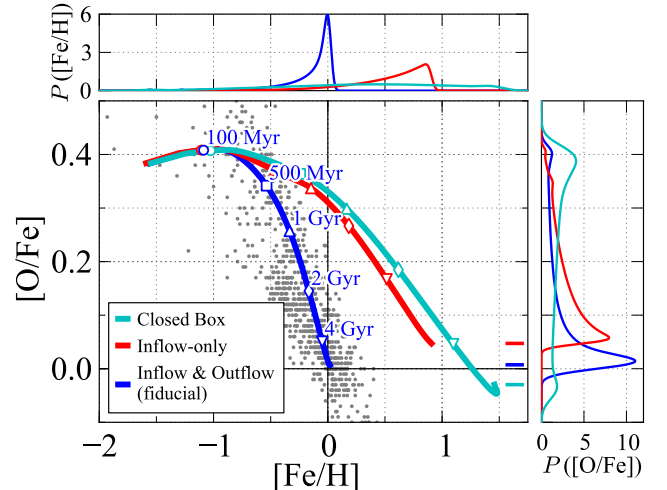 6
3
0
P([Fe/H])
100 Myr
500 Myr
1 Gyr
2 Gyr
4 Gyr
0.4
0.2
0.0
[O/Fe]
Closed Box
Inflow-only
Inflow & Outflow
(fiducial)
−2
−1
0
1
[Fe/H]
0
5
10
P([O/Fe])